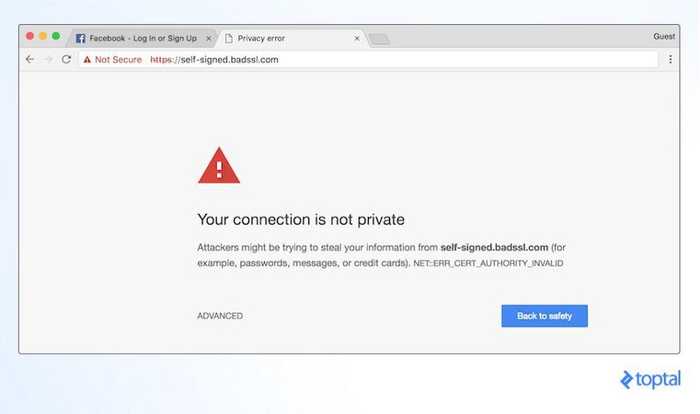 Facebook - Log In or Sign Up
Privacy error
Guest
Not Secure https://self-signed.badssl.com
Your connection is not private
Attackers might be trying to steal your information from self-signed.badssl.com (for
example, passwords, messages, or credit cards). NET::ERR_CERT_AUTHORITY_INVALID
ADVANCED
Back to safety
toptal